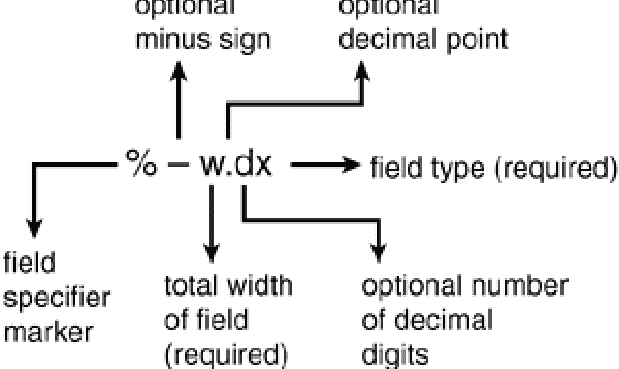 optional
minus sign
optional
decimal point
% – w.dx
field type (required)
field
specifier
marker
total width
of field
(required)
optional number
of decimal
digits